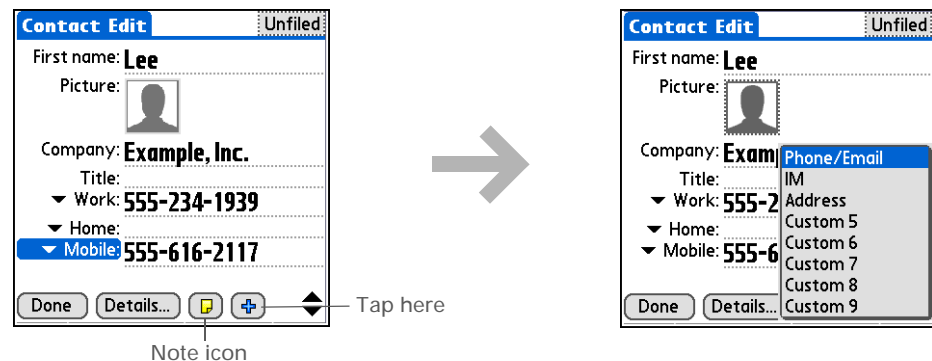 Contact Edit Unfiled
First name: Lee
Picture:
Company: Example, Inc.
Title:
Work: 555-234-1939
Home:
Mobile: 555-616-2117
Done Details...
Tap here
Note icon
Contact Edit Unfiled
First name: Lee
Picture:
Company: Exam
Title:
Work: 555-2
Home:
Mobile: 555-6
Done Details...
Phone/Email
IM
Address
Custom 5
Custom 6
Custom 7
Custom 8
Custom 9